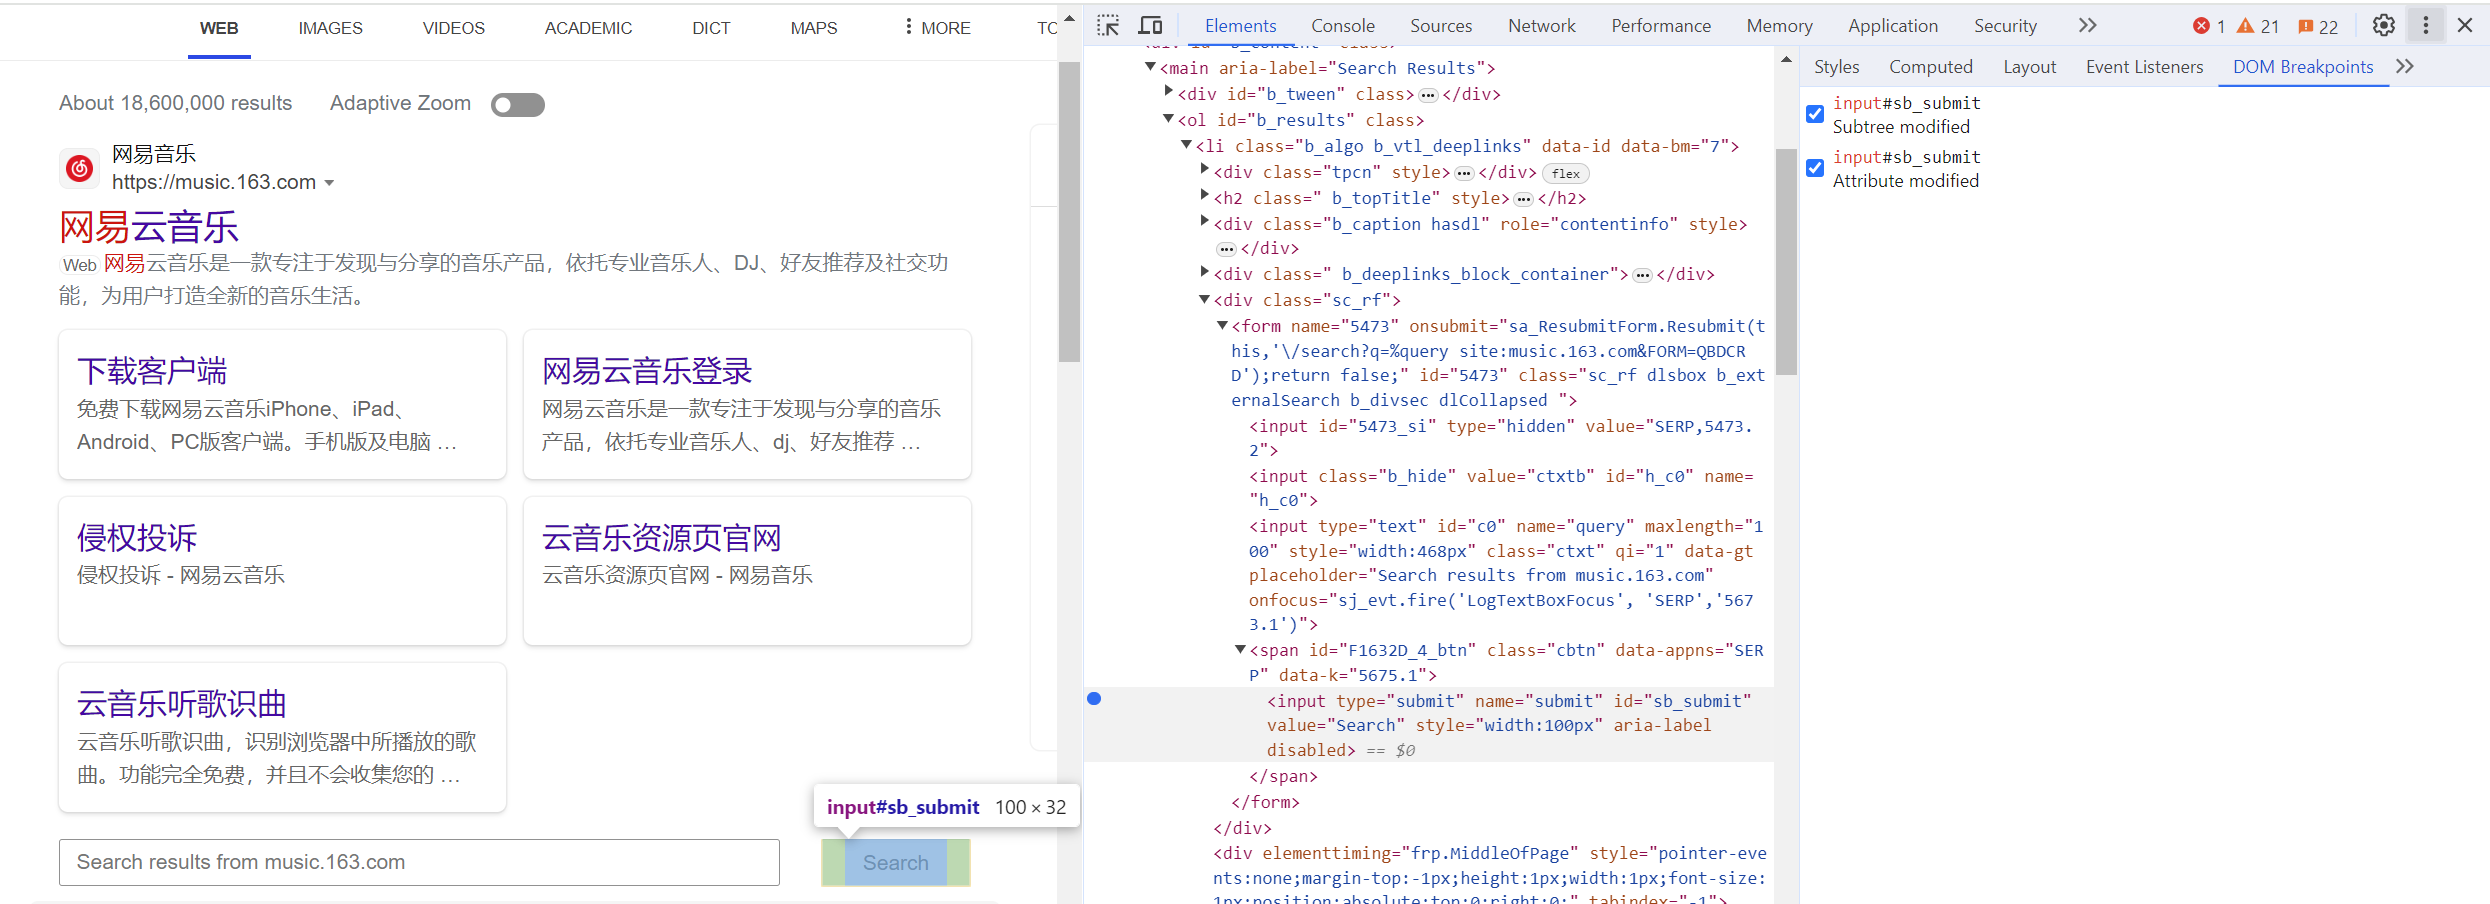 WEB IMAGES VIDEOS ACADEMIC DICT MAPS MORE TO
About 18,600,000 results Adaptive Zoom
网易音乐
https://music.163.com
网易云音乐
Web 网易云音乐是一款专注于发现与分享的音乐产品，依托专业音乐人、DJ、好友推荐及社交功
能，为用户打造全新的音乐生活。
下载客户端
免费下载网易云音乐iPhone、iPad、
Android、PC版客户端。手机版及电脑 …
网易云音乐登录
网易云音乐是一款专注于发现与分享的音乐
产品，依托专业音乐人、dj、好友推荐 …
侵权投诉
侵权投诉 - 网易云音乐
云音乐资源页官网
云音乐资源页官网 - 网易音乐
云音乐听歌识曲
云音乐听歌识曲，识别浏览器中所播放的歌
曲。功能完全免费，并且不会收集您的 …
input#sb_submit 100 × 32
Search results from music.163.com
Search
Elements Console Sources Network Performance Memory Application Security 1 21 22
<main aria-label="Search Results">
<div id="b_tween" class>…</div>
<ol id="b_results" class>
<li class="b_algo b_vtl_deeplinks" data-id data-bm="7">
<div class="tpcn" style>…</div> flex
<h2 class=" b_topTitle" style>…</h2>
<div class="b_caption hasdl" role="contentinfo" style>
…</div>
<div class=" b_deeplinks_block_container">…</div>
<div class="sc_rf">
<form name="5473" onsubmit="sa_ResubmitForm.Resubmit(t
his,'\/search?q=%query site:music.163.com&FORM=QBDCR
D');return false;" id="5473" class="sc_rf dlsbox b_ext
ernalSearch b_divsec dlCollapsed ">
<input id="5473_si" type="hidden" value="SERP,5473.
2">
<input class="b_hide" value="ctxtb" id="h_c0" name=
"h_c0">
<input type="text" id="c0" name="query" maxlength="1
00" style="width:468px" class="ctxt" qi="1" data-gt
placeholder="Search results from music.163.com"
onfocus="sj_evt.fire('LogTextBoxFocus', 'SERP','567
3.1')">
<span id="F1632D_4_btn" class="cbtn" data-appns="SER
P" data-k="5675.1">
<input type="submit" name="submit" id="sb_submit"
value="Search" style="width:100px" aria-label
disabled> == $0
</span>
</form>
</div>
<div elementtiming="frp.MiddleOfPage" style="pointer-eve
nts:none;margin-top:-1px;height:1px;width:1px;font-size:
1px;position:absolute;top:0;right:0;" tabindex="-1">
Styles Computed Layout Event Listeners DOM Breakpoints
input#sb_submit
Subtree modified
input#sb_submit
Attribute modified